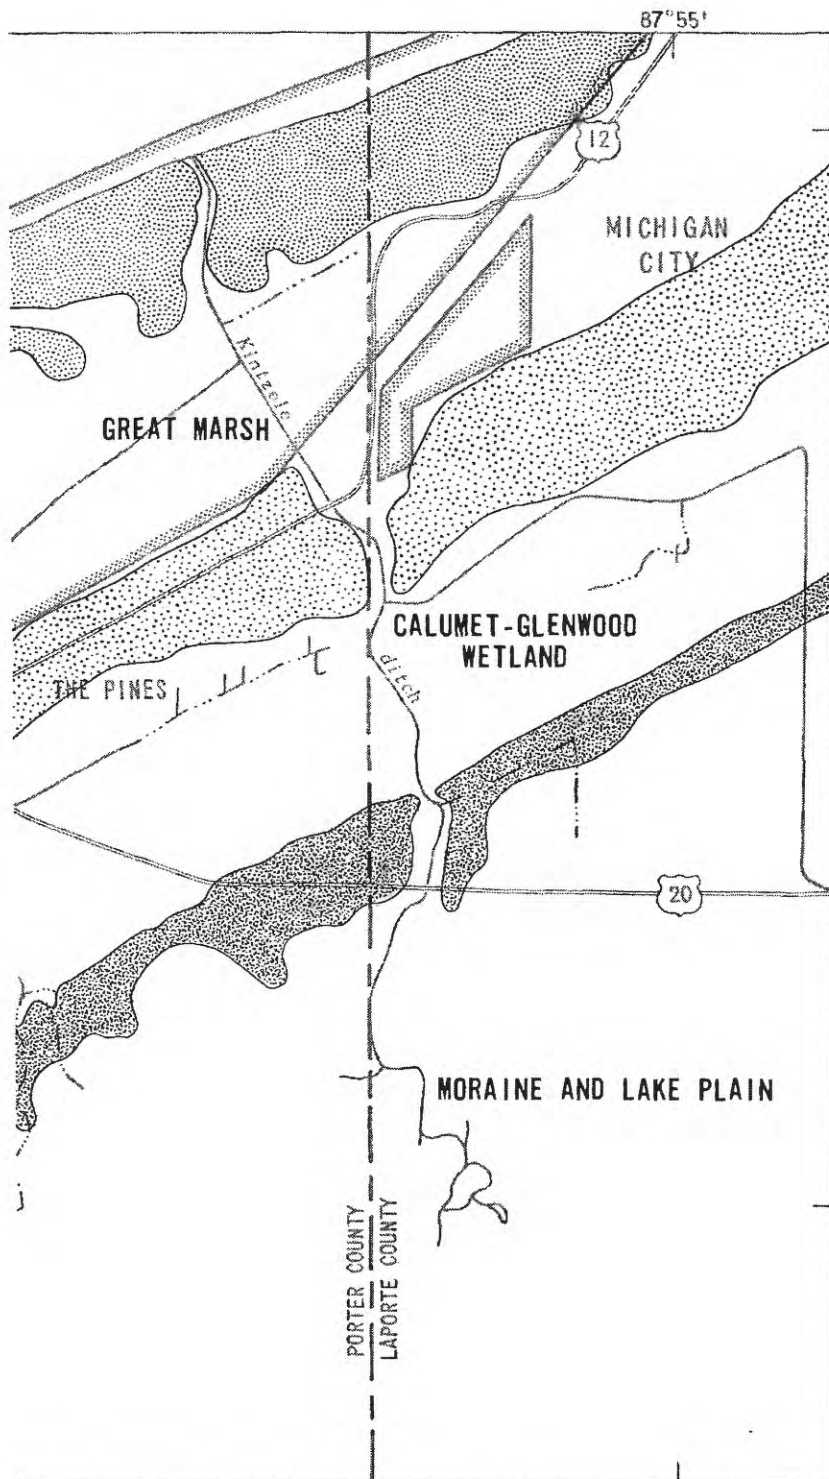 87°55'
12
MICHIGAN
CITY
Kintzele
GREAT MARSH
CALUMET-GLENWOOD
WETLAND
ditch
THE PINES
20
MORAINE AND LAKE PLAIN
PORTER COUNTY
LAPORTE COUNTY